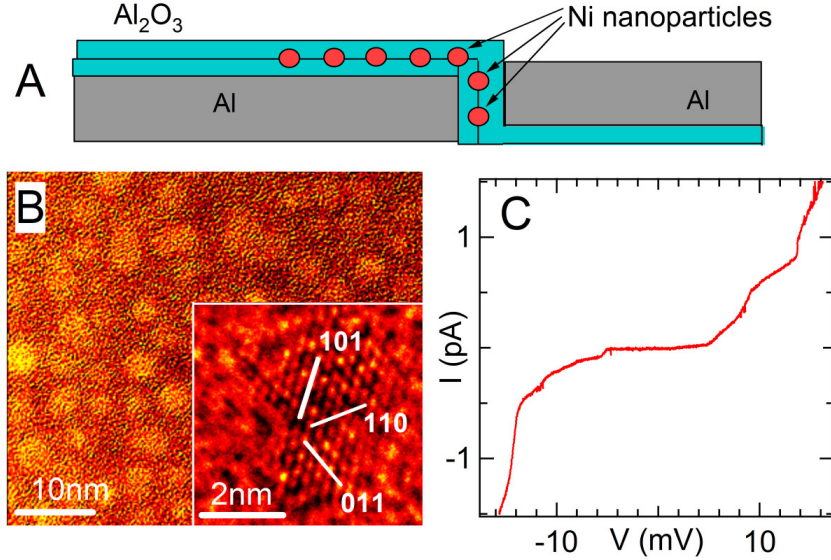 Al2O3
Ni nanoparticles
A
Al
Al
B
101
110
011
10nm
2nm
C
1
-1
I (pA)
-10
V (mV)
10